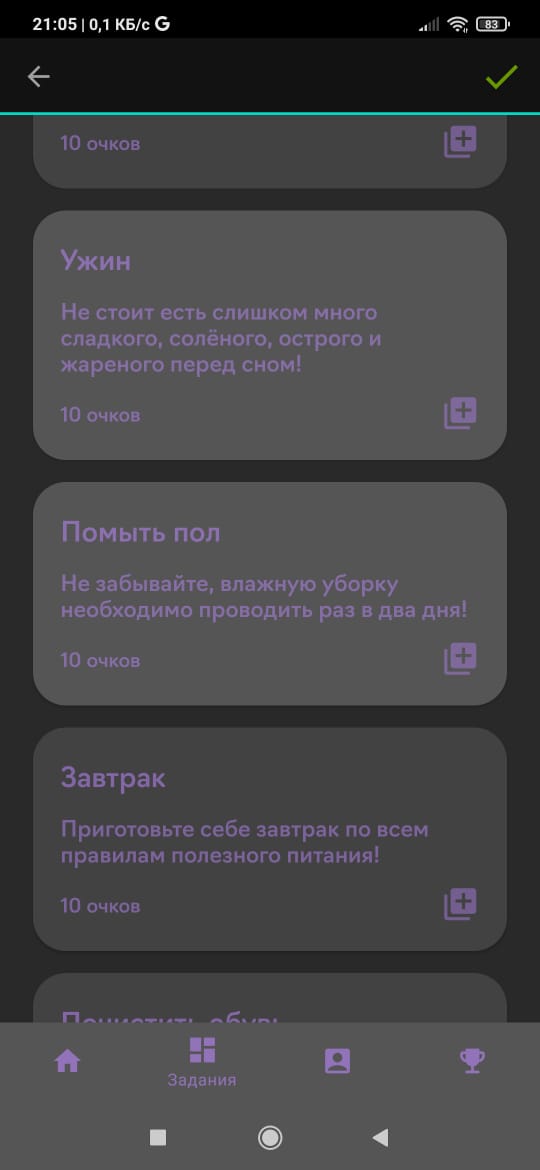 21:05 | 0,1 КБ/с G
83
10 очков
Ужин
Не стоит есть слишком много
сладкого, солёного, острого и
жареного перед сном!
10 очков
Помыть пол
Не забывайте, влажную уборку
необходимо проводить раз в два дня!
10 очков
Завтрак
Приготовьте себе завтрак по всем
правилам полезного питания!
10 очков
Почистить обувь
Задания